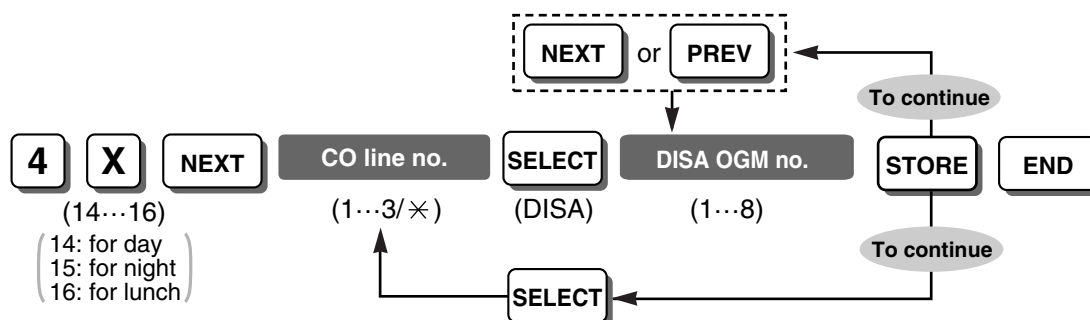 NEXT or PREV
To continue
4 X NEXT CO line no. SELECT DISA OGM no. STORE END
(14···16) (1···3/✳) (DISA) (1···8)
14: for day
15: for night
16: for lunch
To continue
SELECT